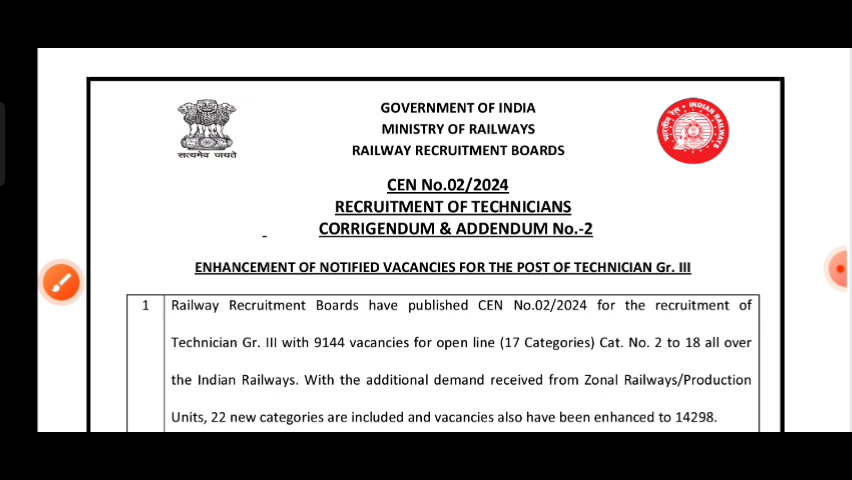 GOVERNMENT OF INDIA
MINISTRY OF RAILWAYS
RAILWAY RECRUITMENT BOARDS
सत्यमेव जयते
भारतीय रेल INDIAN RAILWAYS
CEN No.02/2024
RECRUITMENT OF TECHNICIANS
CORRIGENDUM & ADDENDUM No.-2
ENHANCEMENT OF NOTIFIED VACANCIES FOR THE POST OF TECHNICIAN Gr. III
1 Railway Recruitment Boards have published CEN No.02/2024 for the recruitment of
Technician Gr. III with 9144 vacancies for open line (17 Categories) Cat. No. 2 to 18 all over
the Indian Railways. With the additional demand received from Zonal Railways/Production
Units, 22 new categories are included and vacancies also have been enhanced to 14298.